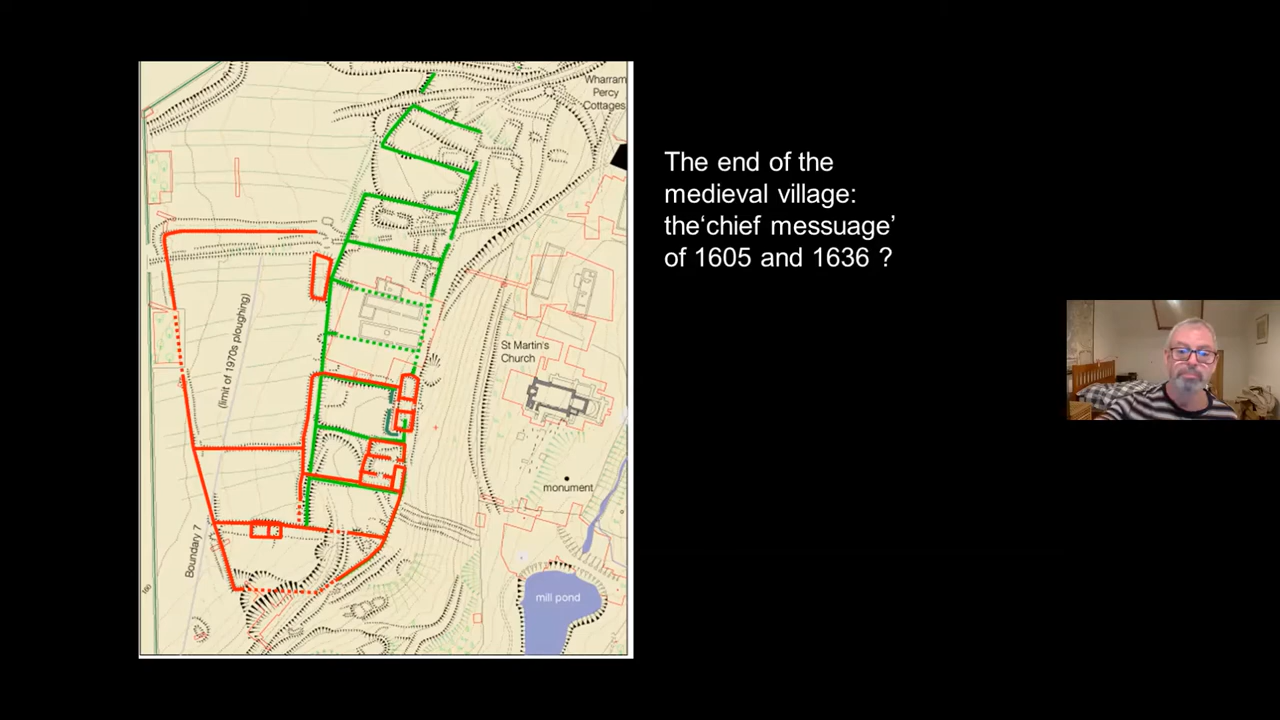 Wharram
Percy
Cottages
(limit of 1970s ploughing)
St Martin's
Church
monument
Boundary 7
100
mill pond
The end of the
medieval village:
the‘chief messuage’
of 1605 and 1636 ?